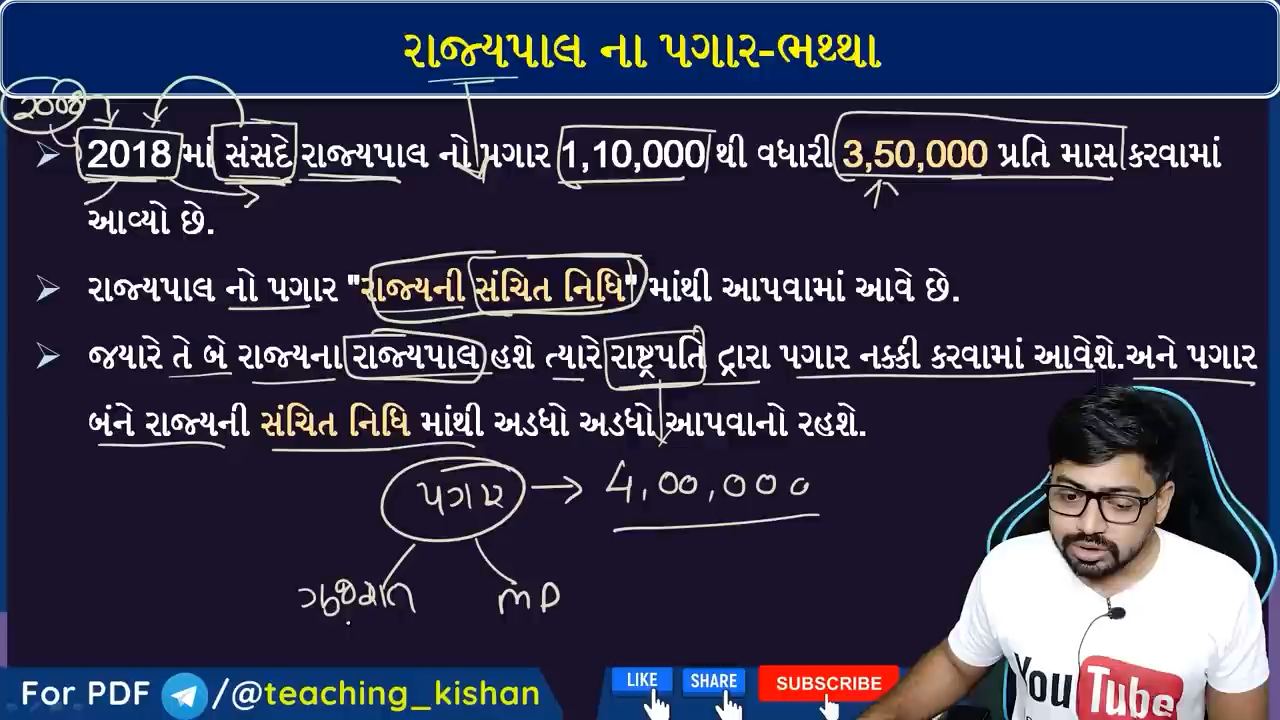 રાજ્યપાલ ના પગાર-ભથ્થા
2008
2018 માં સંસદે રાજ્યપાલ નો પગાર 1,10,000 થી વધારી 3,50,000 પ્રતિ માસ કરવામાં
આવ્યો છે.
રાજ્યપાલ નો પગાર "રાજ્યની સંચિત નિધિ" માંથી આપવામાં આવે છે.
જયારે તે બે રાજ્યના રાજ્યપાલ હશે ત્યારે રાષ્ટ્રપતિ દ્રારા પગાર નક્કી કરવામાં આવેશે.અને પગાર
બંને રાજ્યની સંચિત નિધિ માંથી અડધો અડધો આપવાનો રહશે.
પગાર → 4,00,000
ગુજરાત MP
You Tube
For PDF /@teaching_kishan LIKE SHARE SUBSCRIBE